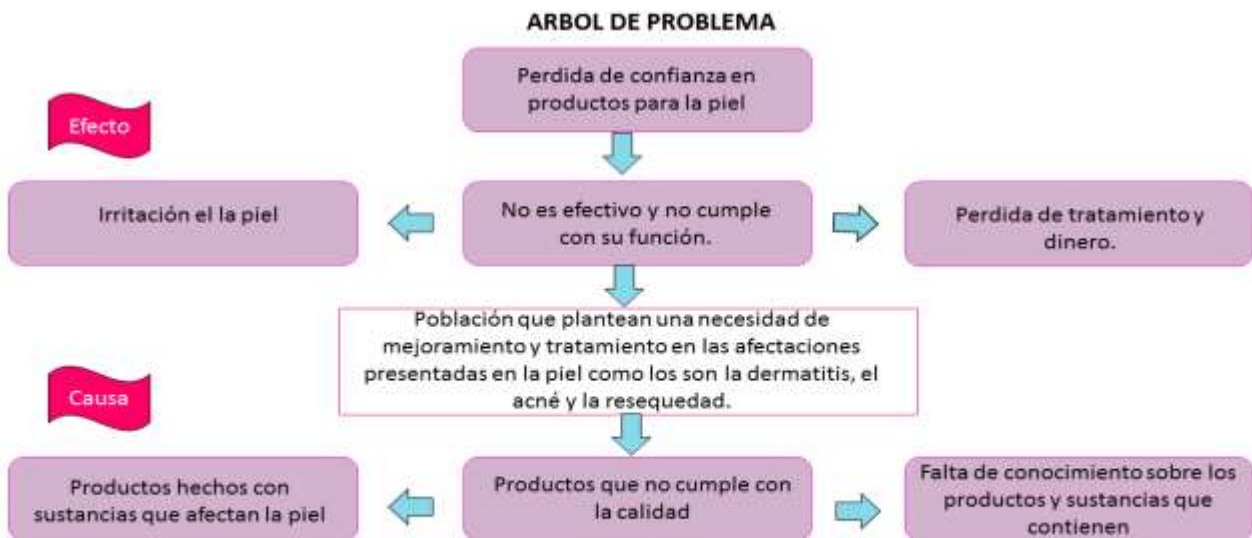 ARBOL DE PROBLEMA
Perdida de confianza en
productos para la piel
Efecto
Irritación el la piel
No es efectivo y no cumple
con su función.
Perdida de tratamiento y
dinero.
Población que plantean una necesidad de
mejoramiento y tratamiento en las afectaciones
presentadas en la piel como los son la dermatitis, el
acné y la resequedad.
Causa
Productos hechos con
sustancias que afectan la piel
Productos que no cumple con
la calidad
Falta de conocimiento sobre los
productos y sustancias que
contienen